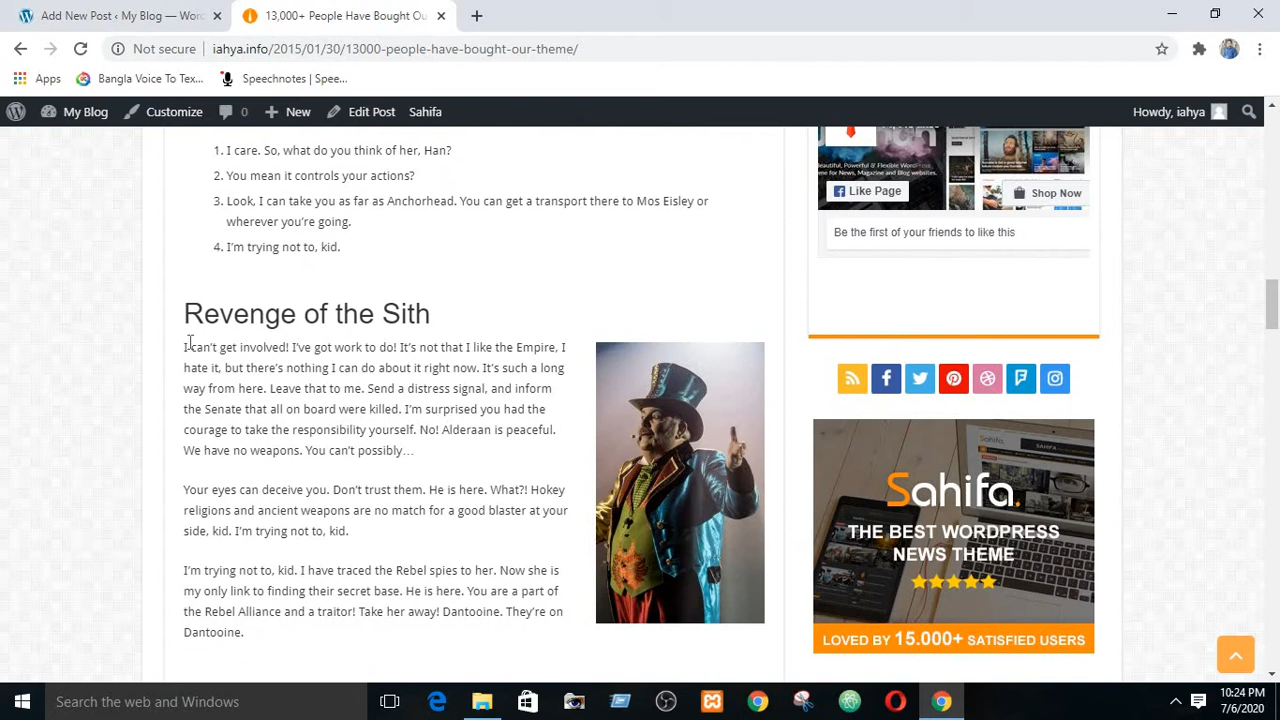 Add New Post ‹ My Blog — Wor
13,000+ People Have Bought Ou
Not secure
iahya.info/2015/01/30/13000-people-have-bought-our-theme/
Apps
Bangla Voice To Tex...
Speechnotes | Spee...
My Blog
Customize
0
New
Edit Post
Sahifa
Howdy, iahya
1. I care. So, what do you think of her, Han?
2. You mean it controls your actions?
3. Look, I can take you as far as Anchorhead. You can get a transport there to Mos Eisley or
wherever you're going.
4. I'm trying not to, kid.
Revenge of the Sith
I can't get involved! I've got work to do! It's not that I like the Empire, I
hate it, but there's nothing I can do about it right now. It's such a long
way from here. Leave that to me. Send a distress signal, and inform
the Senate that all on board were killed. I'm surprised you had the
courage to take the responsibility yourself. No! Alderaan is peaceful.
We have no weapons. You can't possibly…
Your eyes can deceive you. Don't trust them. He is here. What?! Hokey
religions and ancient weapons are no match for a good blaster at your
side, kid. I'm trying not to, kid.
I'm trying not to, kid. I have traced the Rebel spies to her. Now she is
my only link to finding their secret base. He is here. You are a part of
the Rebel Alliance and a traitor! Take her away! Dantooine. They're on
Dantooine.
Beautiful, Powerful & Flexible WordPress
Theme for News, Magazine and Blog websites.
Like Page
Shop Now
Be the first of your friends to like this
Sahifa.
THE BEST WORDPRESS
NEWS THEME
LOVED BY 15.000+ SATISFIED USERS
Search the web and Windows
10:24 PM
7/6/2020